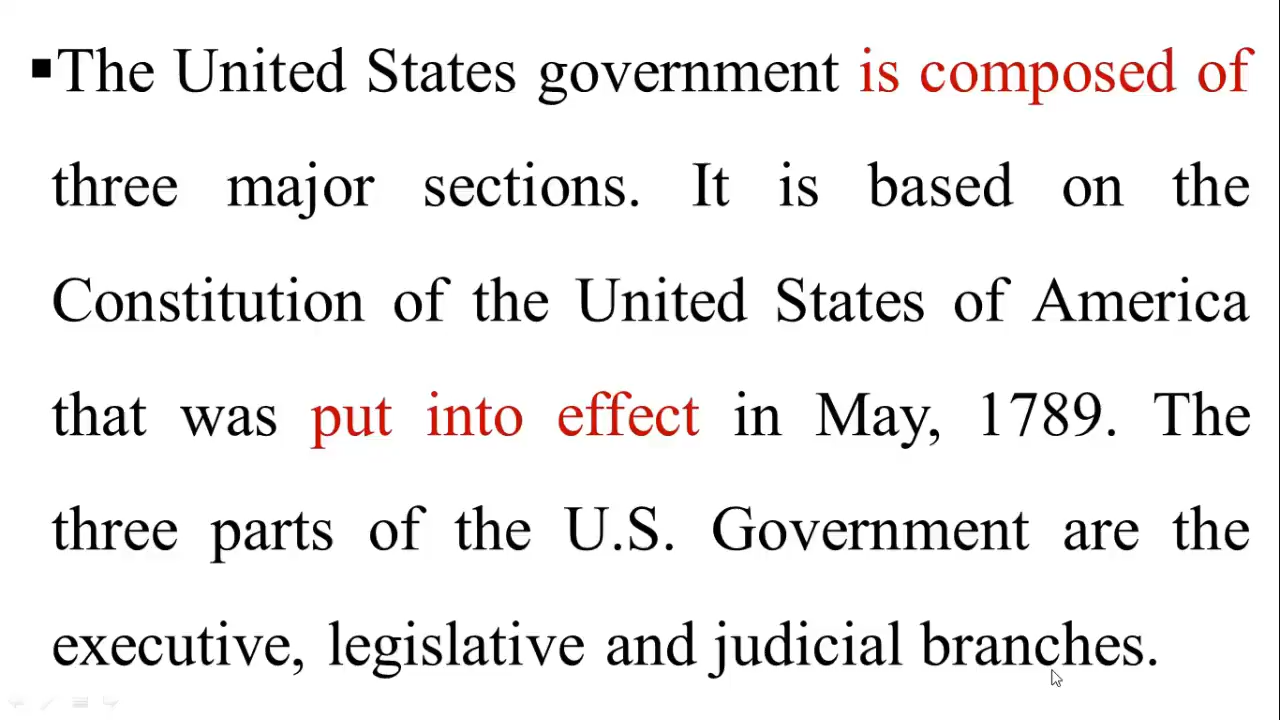 ▪The United States government is composed of
three major sections. It is based on the
Constitution of the United States of America
that was put into effect in May, 1789. The
three parts of the U.S. Government are the
executive, legislative and judicial branches.